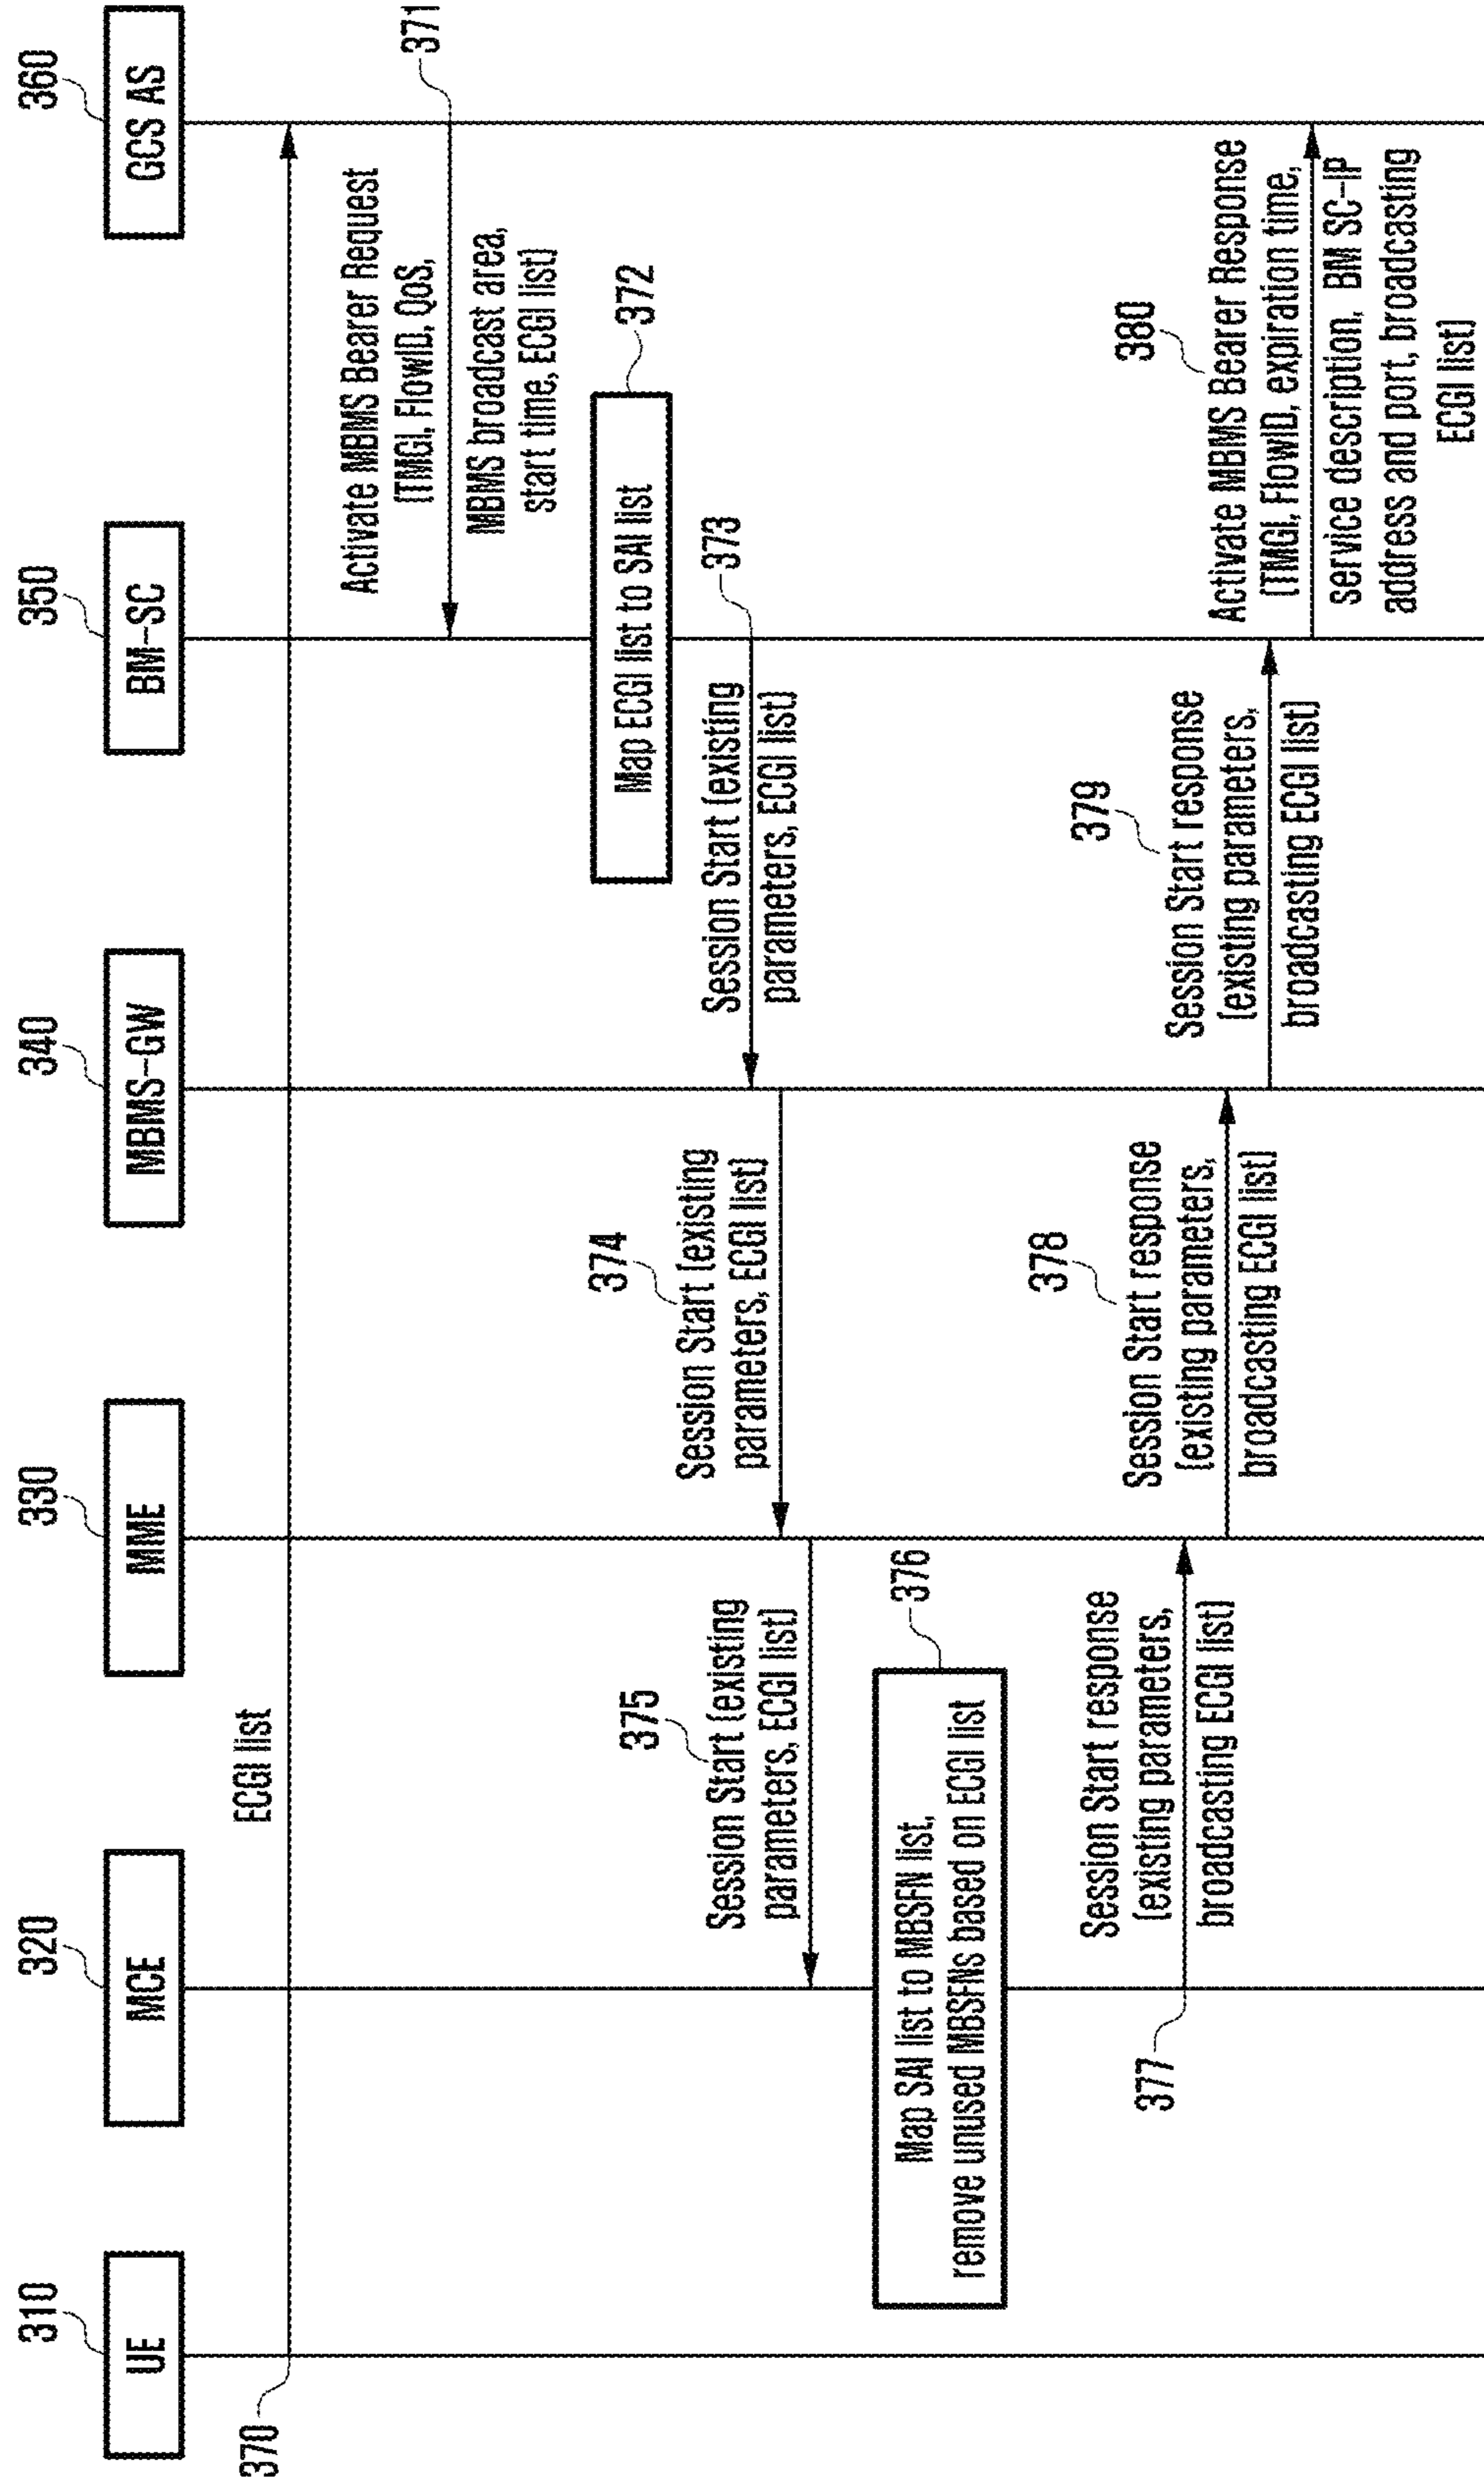 310
UE
320
MCE
330
MME
340
MBMS-GW
350
BM-SC
360
GCS AS
370
ECGI list
371
Activate MBMS Bearer Request
(TMGI, FlowID, QoS,
MBMS broadcast area,
start time, ECGI list)
372
Map ECGI list to SAI list
373
Session Start (existing
parameters, ECGI list)
374
Session Start (existing
parameters, ECGI list)
375
Session Start (existing
parameters, ECGI list)
376
Map SAI list to MBSFN list,
remove unused MBSFNs based on ECGI list
377
Session Start response
(existing parameters,
broadcasting ECGI list)
378
Session Start response
(existing parameters,
broadcasting ECGI list)
379
Session Start response
(existing parameters,
broadcasting ECGI list)
380
Activate MBMS Bearer Response
(TMGI, FlowID, expiration time,
service description, BM SC-IP
address and port, broadcasting
ECGI list)